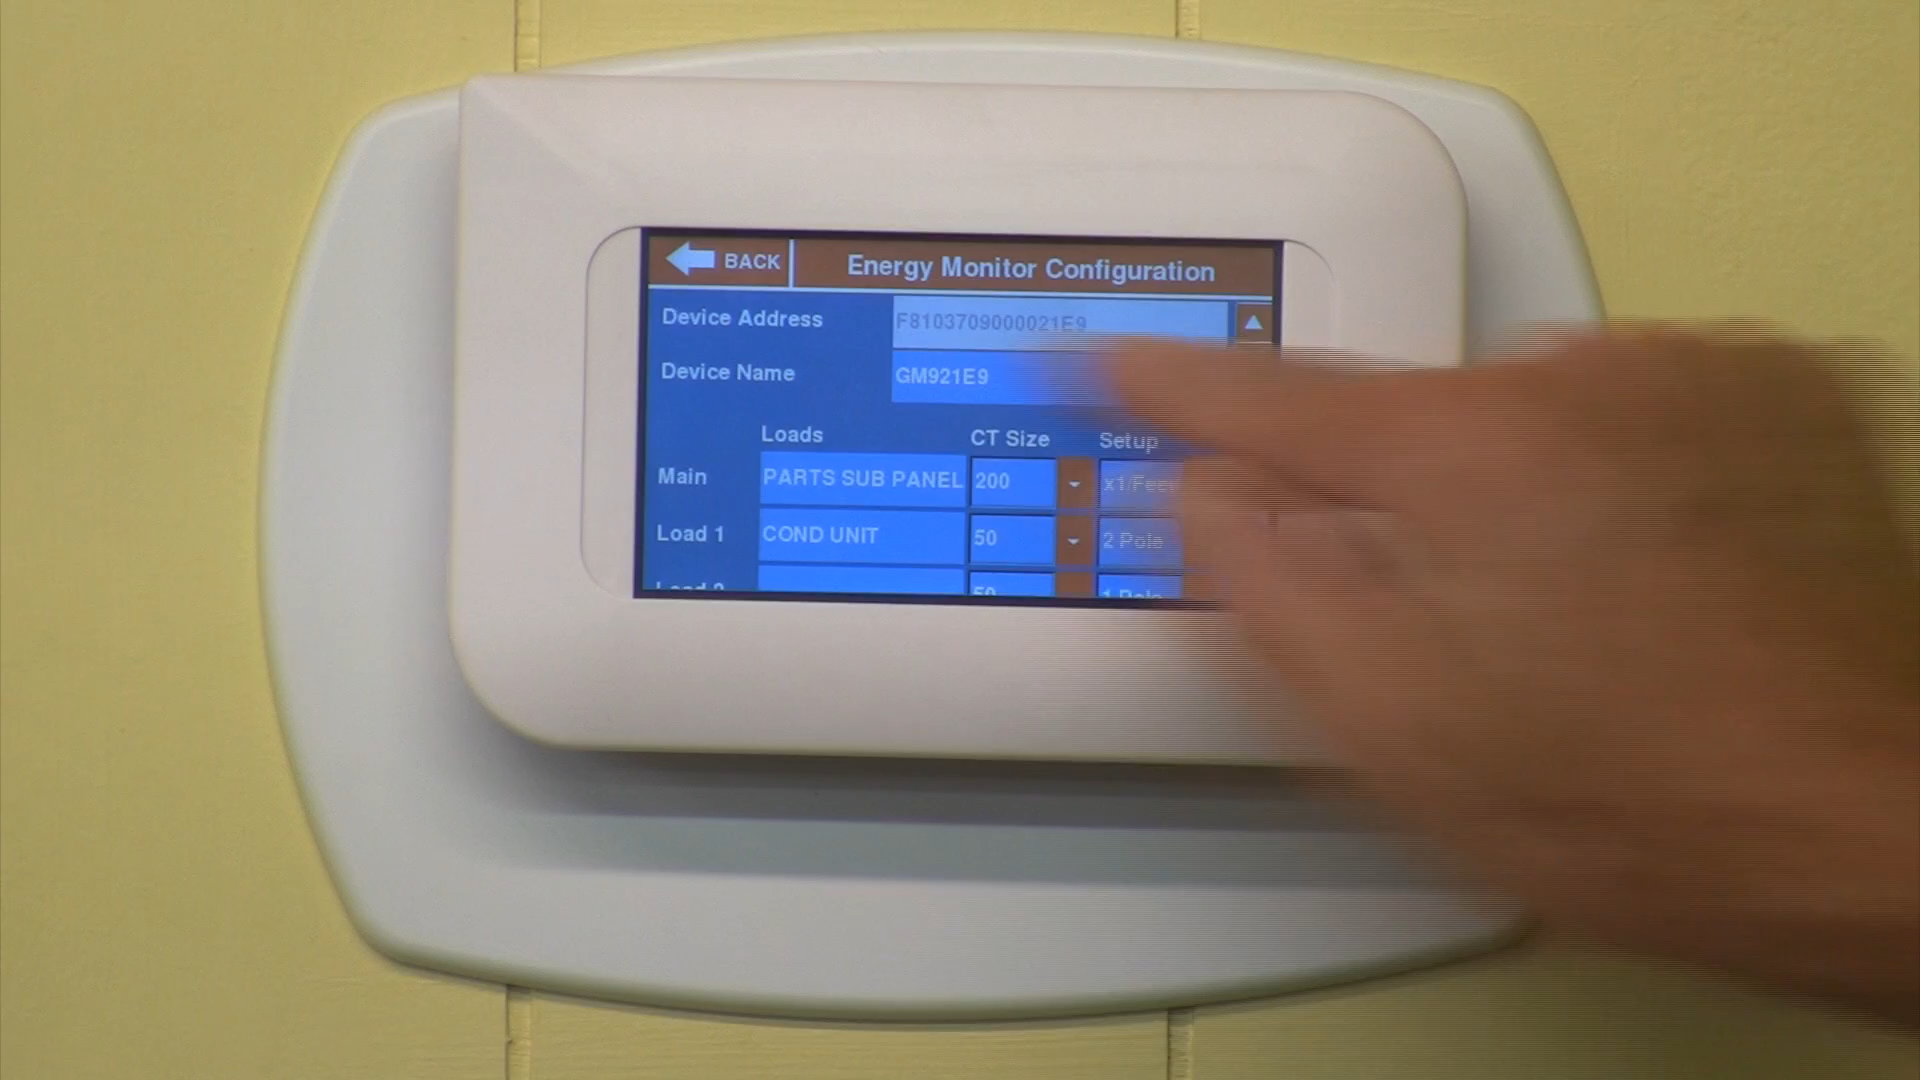 BACK
Energy Monitor Configuration
Device Address
F8103709000021E9
Device Name
GM921E9
Loads CT Size Setup
Main PARTS SUB PANEL 200 x1/Feed
Load 1 COND UNIT 50 2 Pole
Load 2 50 1 Pole